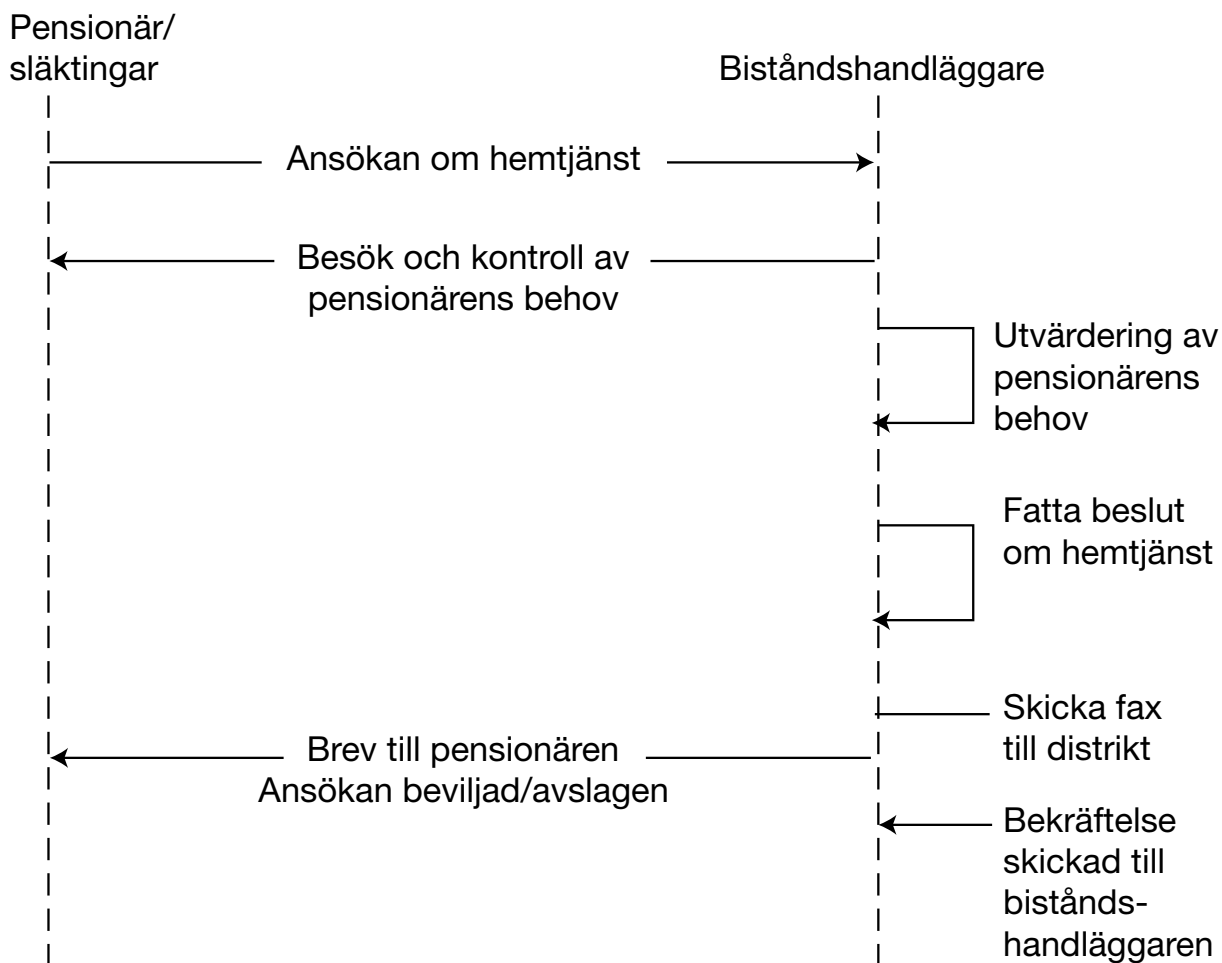 Pensionär/
släktingar
Biståndshandläggare
Ansökan om hemtjänst
Besök och kontroll av
pensionärens behov
Utvärdering av
pensionärens
behov
Fatta beslut
om hemtjänst
Skicka fax
till distrikt
Brev till pensionären
Ansökan beviljad/avslagen
Bekräftelse
skickad till
bistånds-
handläggaren